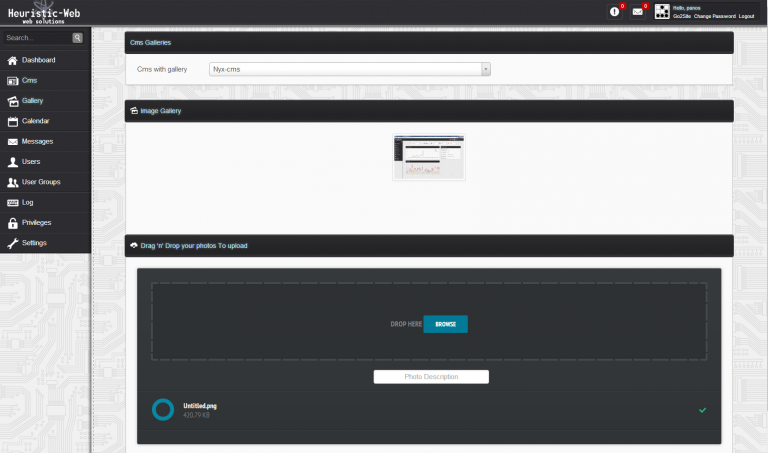 Heuristic-Web
web solutions
0
0
Hello, panos
Go2Site Change Password Logout
Search...
Dashboard
Cms
Gallery
Calendar
Messages
Users
User Groups
Log
Privileges
Settings
Cms Galleries
Cms with gallery
Nyx-cms
Image Gallery
Drag 'n' Drop your photos To upload
DROP HERE BROWSE
Photo Description
Untitled.png
420.79 KB